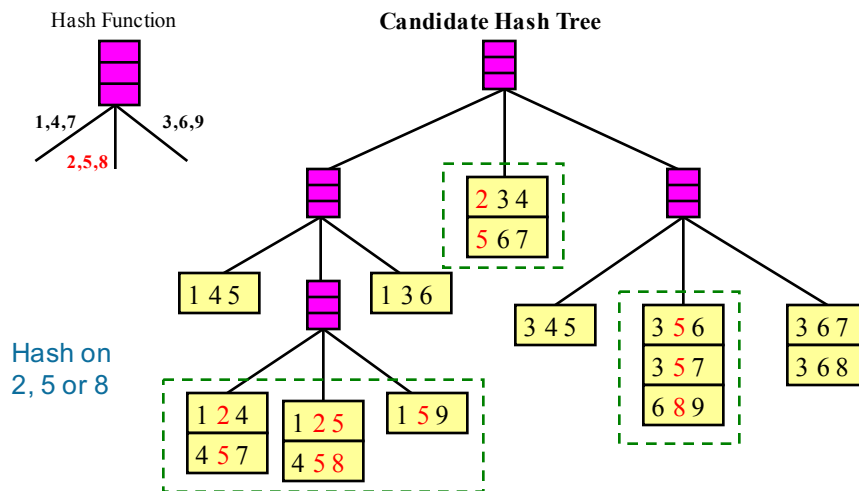 Hash Function
Candidate Hash Tree
1,4,7
3,6,9
2,5,8
2 3 4
5 6 7
1 4 5
1 3 6
3 4 5
3 5 6
3 5 7
6 8 9
3 6 7
3 6 8
Hash on
2, 5 or 8
1 2 4
4 5 7
1 2 5
4 5 8
1 5 9